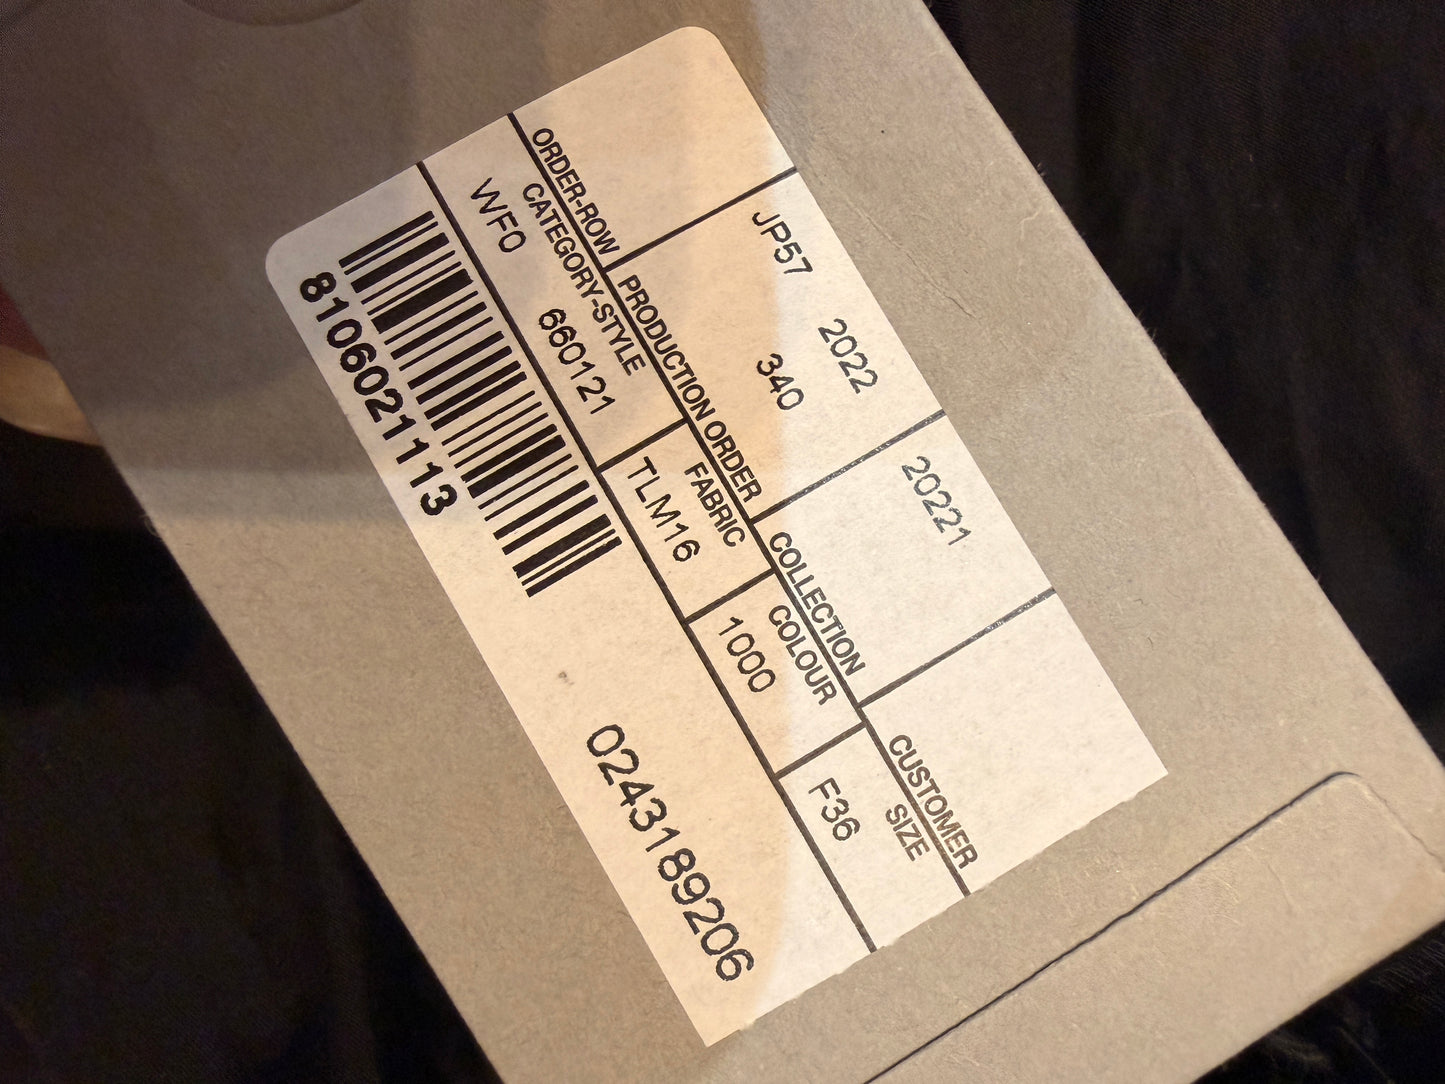 JP57 2022 20221
340
ORDER-ROW PRODUCTION ORDER COLLECTION CUSTOMER
CATEGORY-STYLE FABRIC COLOUR SIZE
WF0 660121 TLM16 1000 F36
8106021113 0243189206